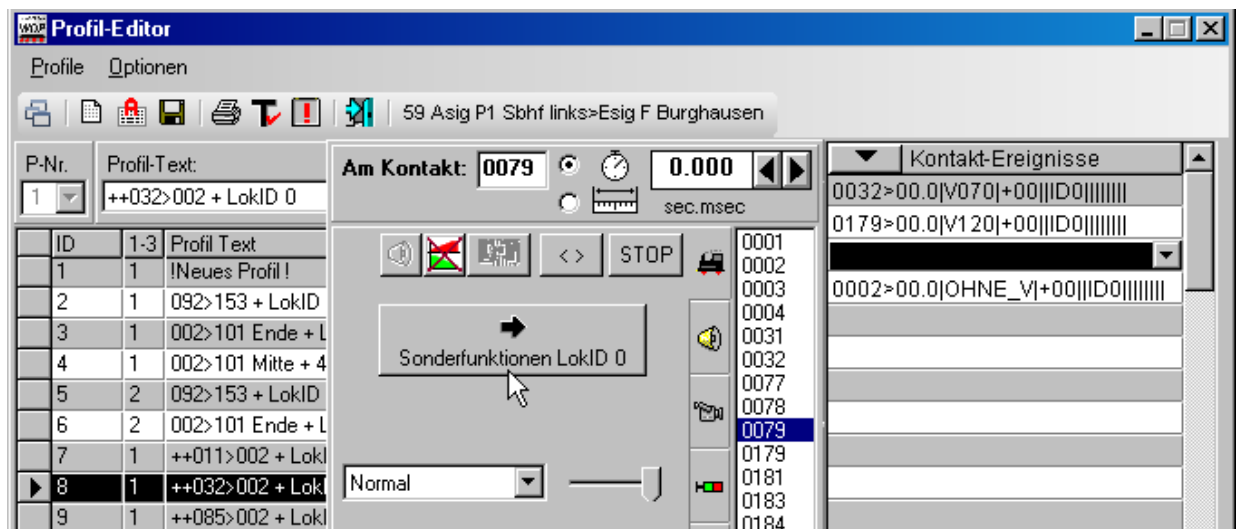 WDP Profil-Editor
Profile Optionen
59 Asig P1 Sbhf links>Esig F Burghausen
P-Nr. Profil-Text:
1 ++032>002 + LokID 0
ID 1-3 Profil Text
1 1 !Neues Profil !
2 1 092>153 + LokID
3 1 002>101 Ende + L
4 1 002>101 Mitte + 4
5 2 092>153 + LokID
6 2 002>101 Ende + L
7 1 ++011>002 + Lokl
8 1 ++032>002 + Lokl
9 1 ++085>002 + Lokl
Am Kontakt: 0079 0.000
sec.msec
< > STOP
Sonderfunktionen LokID 0
Normal
0001
0002
0003
0004
0031
0032
0077
0078
0079
0179
0181
0183
0184
Kontakt-Ereignisse
0032>00.0|V070|+00||ID0||||||||
0179>00.0|V120|+00||ID0||||||||
0002>00.0|OHNE_V|+00||ID0||||||||